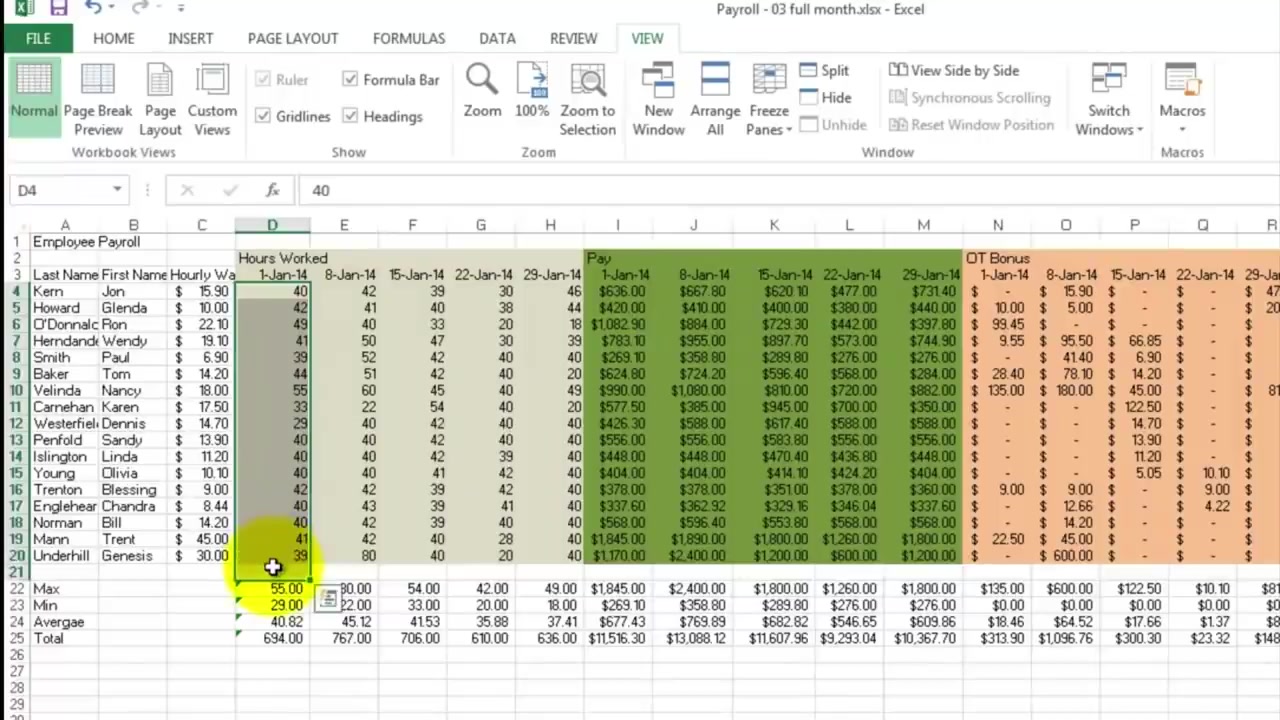 Payroll - 03 full month.xlsx - Excel
FILE HOME INSERT PAGE LAYOUT FORMULAS DATA REVIEW VIEW
Normal Page Break Preview Page Layout Custom Views
Workbook Views
Ruler Formula Bar
Gridlines Headings
Show
Zoom 100% Zoom to Selection
Zoom
New Window Arrange All Freeze Panes
Split
Hide
Unhide
View Side by Side
Synchronous Scrolling
Reset Window Position
Window
Switch Windows
Macros
Macros
D4 fx 40
A B C D E F G H I J K L M N O P Q R
1 Employee Payroll
2 Hours Worked Pay OT Bonus
3 Last Name First Name Hourly Wa 1-Jan-14 8-Jan-14 15-Jan-14 22-Jan-14 29-Jan-14 1-Jan-14 8-Jan-14 15-Jan-14 22-Jan-14 29-Jan-14 1-Jan-14 8-Jan-14 15-Jan-14 22-Jan-14 29-Ja
4 Kern Jon $ 15.90 40 42 39 30 46 $636.00 $667.80 $620.10 $477.00 $731.40 $ - $ 15.90 $ - $ - $ 47
5 Howard Glenda $ 10.00 42 41 40 38 44 $420.00 $410.00 $400.00 $380.00 $440.00 $ 10.00 $ 5.00 $ - $ - $ 20
6 O'Donnalc Ron $ 22.10 49 40 33 20 18 $1,082.90 $884.00 $729.30 $442.00 $397.80 $ 99.45 $ - $ - $ - $
7 Herndande Wendy $ 19.10 41 50 47 30 39 $783.10 $955.00 $897.70 $573.00 $744.90 $ 9.55 $ 95.50 $ 66.85 $ - $
8 Smith Paul $ 6.90 39 52 42 40 40 $269.10 $358.80 $289.80 $276.00 $276.00 $ - $ 41.40 $ 6.90 $ - $
9 Baker Tom $ 14.20 44 51 42 40 20 $624.80 $724.20 $596.40 $568.00 $284.00 $ 28.40 $ 78.10 $ 14.20 $ - $
10 Velinda Nancy $ 18.00 55 60 45 40 49 $990.00 $1,080.00 $810.00 $720.00 $882.00 $ 135.00 $ 180.00 $ 45.00 $ - $ 81
11 Carnehan Karen $ 17.50 33 22 54 40 20 $577.50 $385.00 $945.00 $700.00 $350.00 $ - $ - $ 122.50 $ - $
12 Westerfiel Dennis $ 14.70 29 40 42 40 40 $426.30 $588.00 $617.40 $588.00 $588.00 $ - $ - $ 14.70 $ - $
13 Penfold Sandy $ 13.90 40 40 42 40 40 $556.00 $556.00 $583.80 $556.00 $556.00 $ - $ - $ 13.90 $ - $
14 Islington Linda $ 11.20 40 40 42 39 40 $448.00 $448.00 $470.40 $436.80 $448.00 $ - $ - $ 11.20 $ - $
15 Young Olivia $ 10.10 40 40 41 42 40 $404.00 $404.00 $414.10 $424.20 $404.00 $ - $ - $ 5.05 $ 10.10 $
16 Trenton Blessing $ 9.00 42 42 39 42 40 $378.00 $378.00 $351.00 $378.00 $360.00 $ 9.00 $ 9.00 $ - $ 9.00 $
17 Englehear Chandra $ 8.44 40 43 39 41 40 $337.60 $362.92 $329.16 $346.04 $337.60 $ - $ 12.66 $ - $ 4.22 $
18 Norman Bill $ 14.20 40 42 39 40 40 $568.00 $596.40 $553.80 $568.00 $568.00 $ - $ 14.20 $ - $ - $
19 Mann Trent $ 45.00 41 42 40 28 40 $1,845.00 $1,890.00 $1,800.00 $1,260.00 $1,800.00 $ 22.50 $ 45.00 $ - $ - $
20 Underhill Genesis $ 30.00 39 80 40 20 40 $1,170.00 $2,400.00 $1,200.00 $600.00 $1,200.00 $ - $ 600.00 $ - $ - $
21
22 Max 55.00 80.00 54.00 42.00 49.00 $1,845.00 $2,400.00 $1,800.00 $1,260.00 $1,800.00 $135.00 $600.00 $122.50 $10.10 $81
23 Min 29.00 22.00 33.00 20.00 18.00 $269.10 $358.80 $289.80 $276.00 $276.00 $0.00 $0.00 $0.00 $0.00 $0
24 Avergae 40.82 45.12 41.53 35.88 37.41 $677.43 $769.89 $682.82 $546.65 $609.86 $18.46 $64.52 $17.66 $1.37 $8
25 Total 694.00 767.00 706.00 610.00 636.00 $11,516.30 $13,088.12 $11,607.96 $9,293.04 $10,367.70 $313.90 $1,096.76 $300.30 $23.32 $148
26
27
28
29